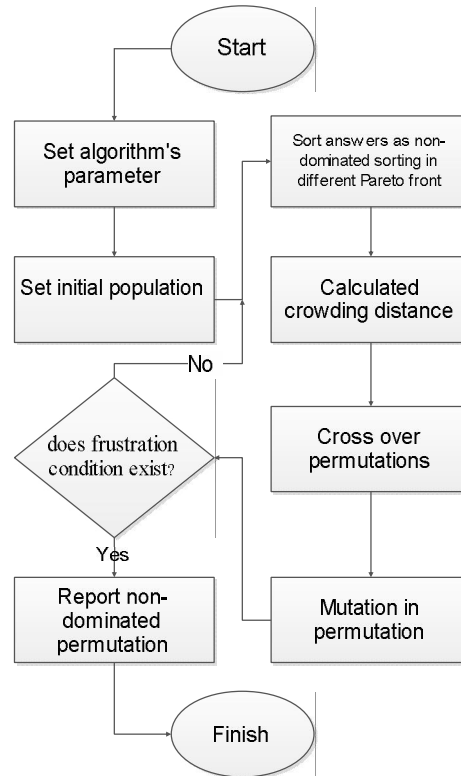 Start
Set algorithm's
parameter
Set initial population
Sort answers as non-
dominated sorting in
different Pareto front
Calculated
crowding distance
Cross over
permutations
Mutation in
permutation
does frustration
condition exist?
No
Yes
Report non-
dominated
permutation
Finish